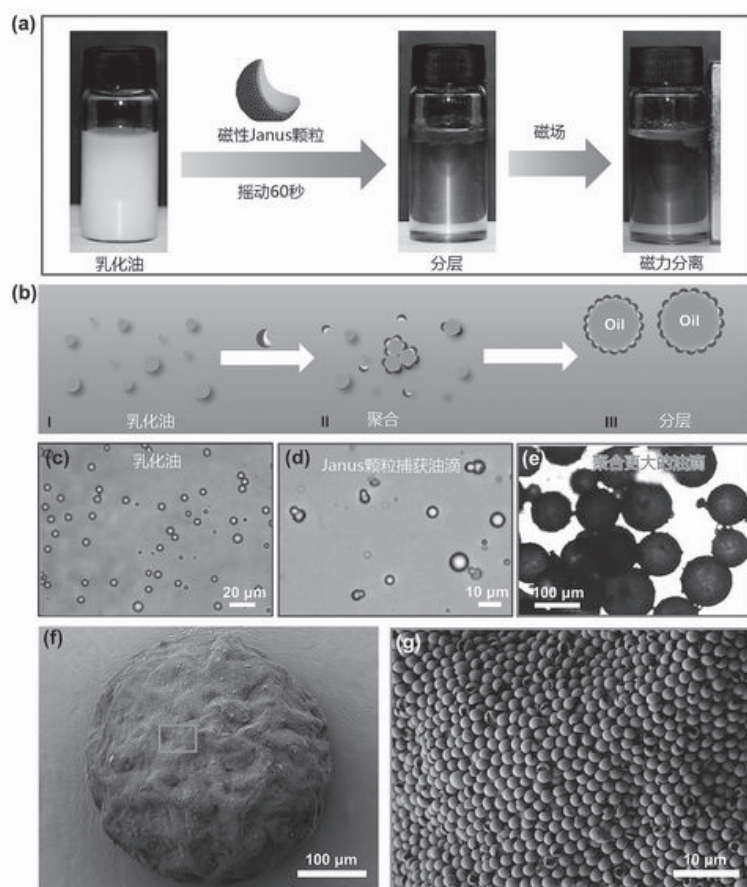 (a)
磁性Janus颗粒
摇动60秒
磁场
乳化油
分层
磁力分离
(b)
Oil
Oil
I
乳化油
II
聚合
III
分层
(c)
乳化油
20 μm
(d)
Janus颗粒捕获油滴
10 μm
(e)
聚合更大的油滴
100 μm
(f)
100 μm
(g)
10 μm